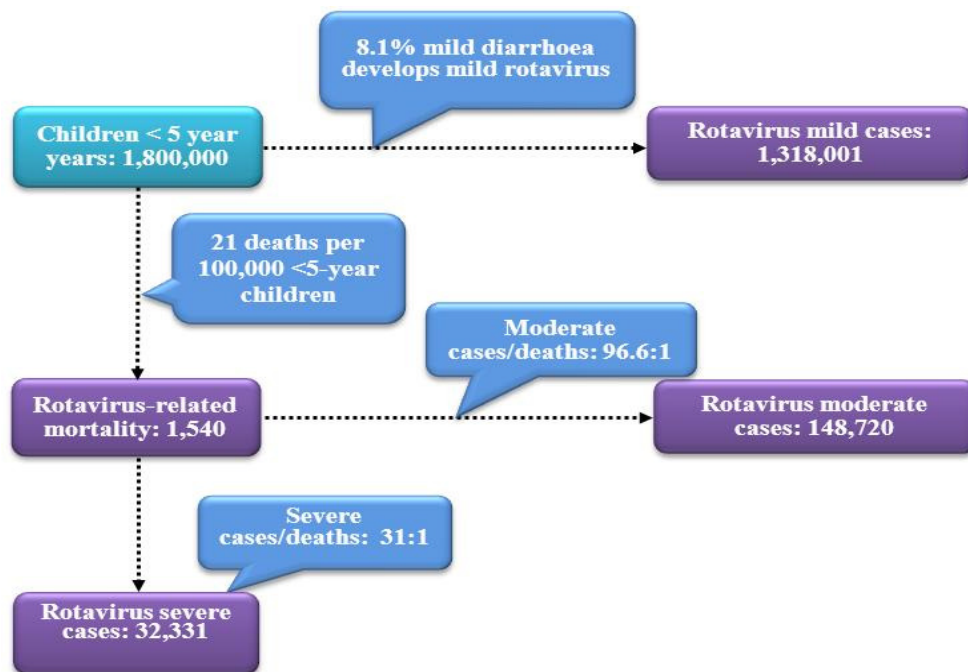 8.1% mild diarrhoea
develops mild rotavirus
Children < 5 year
years: 1,800,000
Rotavirus mild cases:
1,318,001
21 deaths per
100,000 <5-year
children
Moderate
cases/deaths: 96.6:1
Rotavirus-related
mortality: 1,540
Rotavirus moderate
cases: 148,720
Severe
cases/deaths: 31:1
Rotavirus severe
cases: 32,331